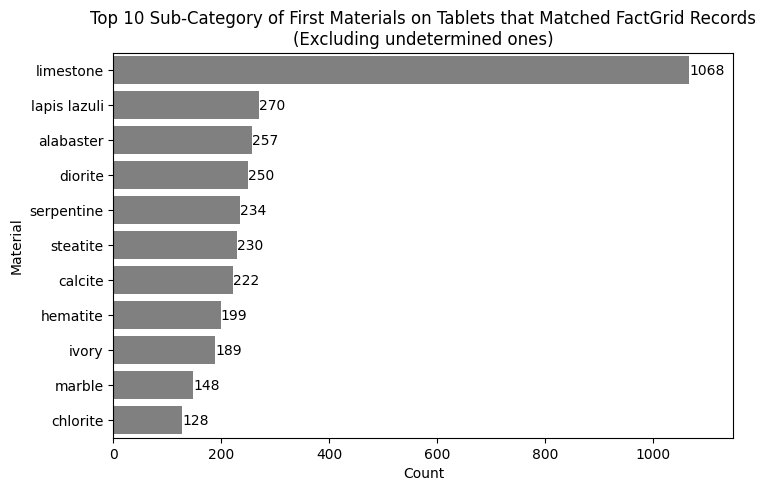 Top 10 Sub-Category of First Materials on Tablets that Matched FactGrid Records
(Excluding undetermined ones)
limestone 1068
lapis lazuli 270
alabaster 257
diorite 250
serpentine 234
steatite 230
calcite 222
hematite 199
ivory 189
marble 148
chlorite 128
Material
0 200 400 600 800 1000
Count